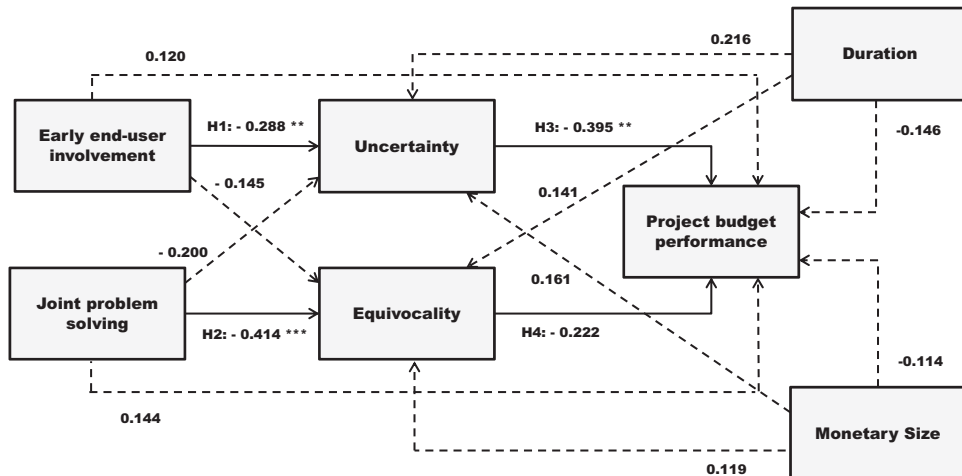 0.120
0.216
Duration
Early end-user
involvement
H1: - 0.288 **
Uncertainty
H3: - 0.395 **
-0.146
- 0.145
0.141
Project budget
performance
- 0.200
Joint problem
solving
H2: - 0.414 ***
Equivocality
0.161
H4: - 0.222
-0.114
0.144
Monetary Size
0.119